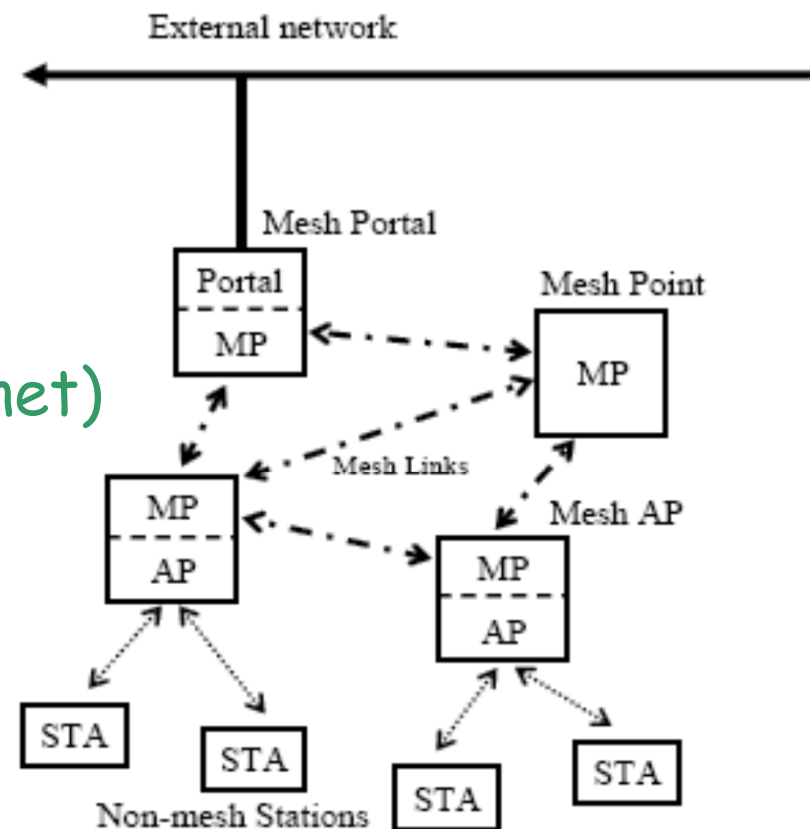 External network
Mesh Portal
Portal
MP
Mesh Point
MP
net)
Mesh Links
MP
AP
Mesh AP
MP
AP
STA
STA
STA
STA
Non-mesh Stations